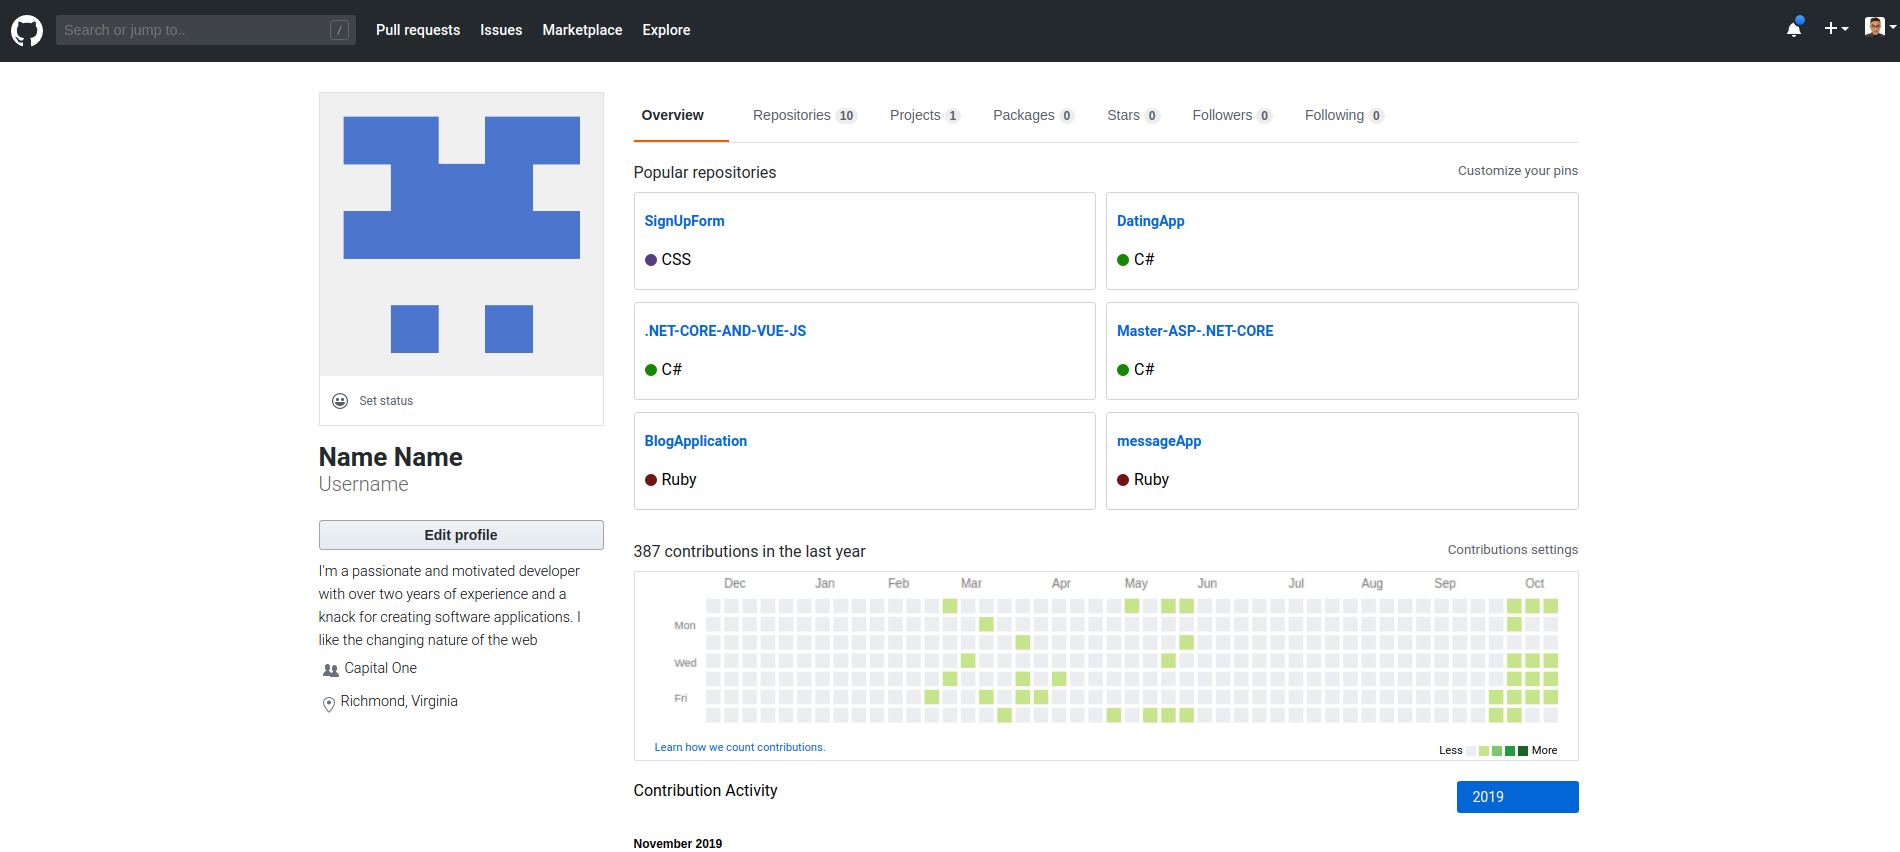 Search or jump to..
/
Pull requests Issues Marketplace Explore
Overview Repositories 10 Projects 1 Packages 0 Stars 0 Followers 0 Following 0
Set status
Name Name
Username
Edit profile
I'm a passionate and motivated developer
with over two years of experience and a
knack for creating software applications. I
like the changing nature of the web
Capital One
Richmond, Virginia
Popular repositories
Customize your pins
SignUpForm
CSS
DatingApp
C#
.NET-CORE-AND-VUE-JS
C#
Master-ASP-.NET-CORE
C#
BlogApplication
Ruby
messageApp
Ruby
387 contributions in the last year
Contributions settings
Dec Jan Feb Mar Apr May Jun Jul Aug Sep Oct
Mon
Wed
Fri
Learn how we count contributions.
Less More
Contribution Activity
2019
November 2019